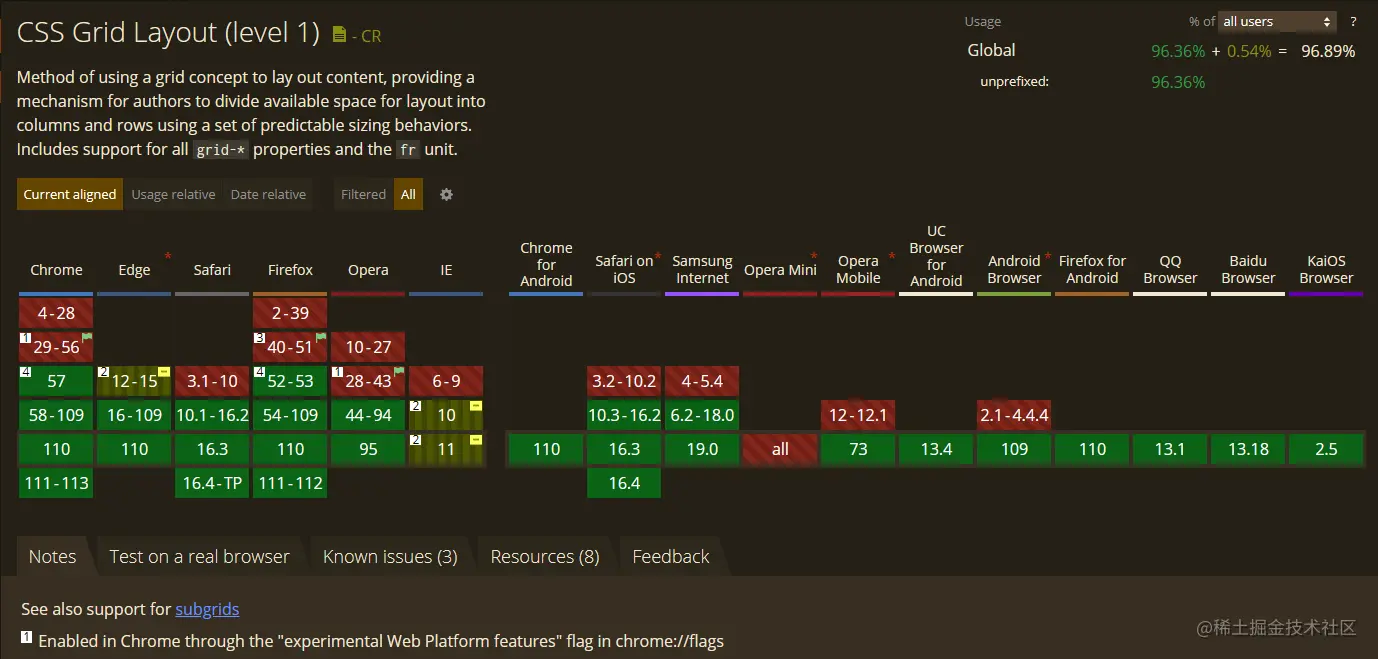 CSS Grid Layout (level 1) - CR
Usage % of all users ?
Global 96.36% + 0.54% = 96.89%
unprefixed: 96.36%
Method of using a grid concept to lay out content, providing a
mechanism for authors to divide available space for layout into
columns and rows using a set of predictable sizing behaviors.
Includes support for all grid-* properties and the fr unit.
Current aligned Usage relative Date relative Filtered All
Chrome Edge * Safari Firefox Opera IE Chrome for Android Safari on iOS * Samsung Internet Opera Mini * Opera Mobile * UC Browser for Android Android Browser * Firefox for Android QQ Browser Baidu Browser KaiOS Browser
4-28 2-39
1 29-56 3 40-51 10-27
4 57 2 12-15 3.1-10 4 52-53 1 28-43 6-9 3.2-10.2 4-5.4
58-109 16-109 10.1-16.2 54-109 44-94 2 10 10.3-16.2 6.2-18.0 12-12.1 2.1-4.4.4
110 110 16.3 110 95 2 11 110 16.3 19.0 all 73 13.4 109 110 13.1 13.18 2.5
111-113 16.4-TP 111-112 16.4
Notes Test on a real browser Known issues (3) Resources (8) Feedback
See also support for subgrids
1 Enabled in Chrome through the "experimental Web Platform features" flag in chrome://flags
@稀土掘金技术社区